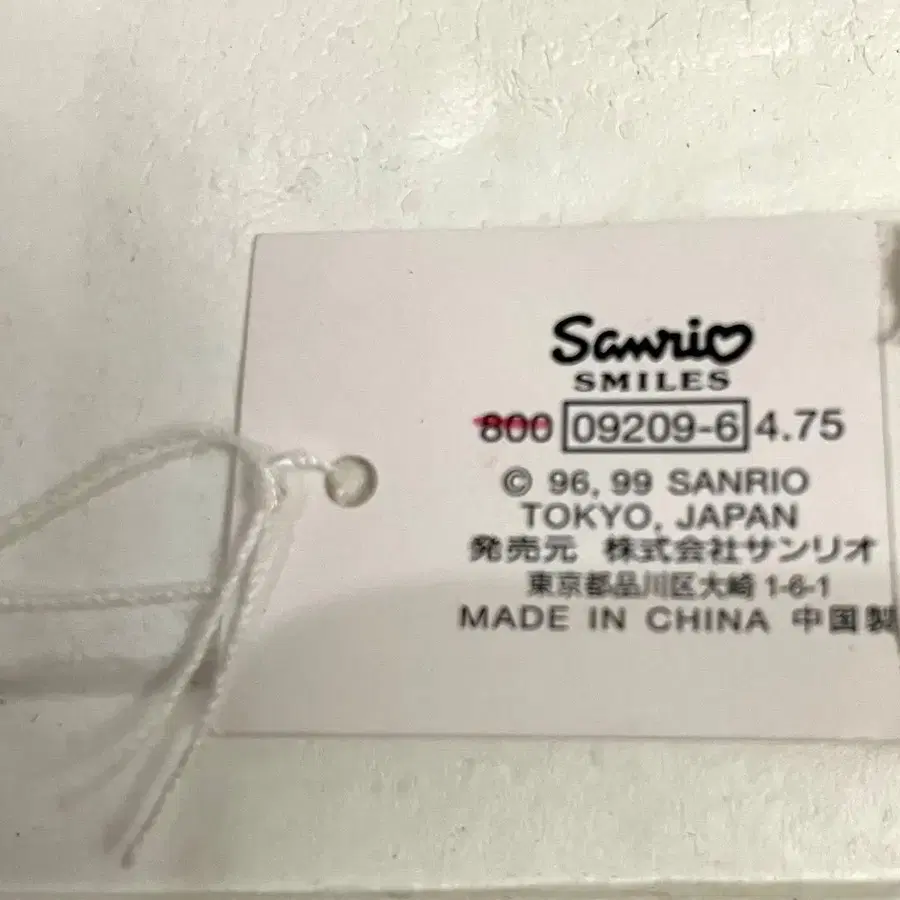 Sanrio
SMILES
800 09209-6 4.75
© 96, 99 SANRIO
TOKYO, JAPAN
発売元 株式会社サンリオ
東京都品川区大崎 1-6-1
MADE IN CHINA 中国製